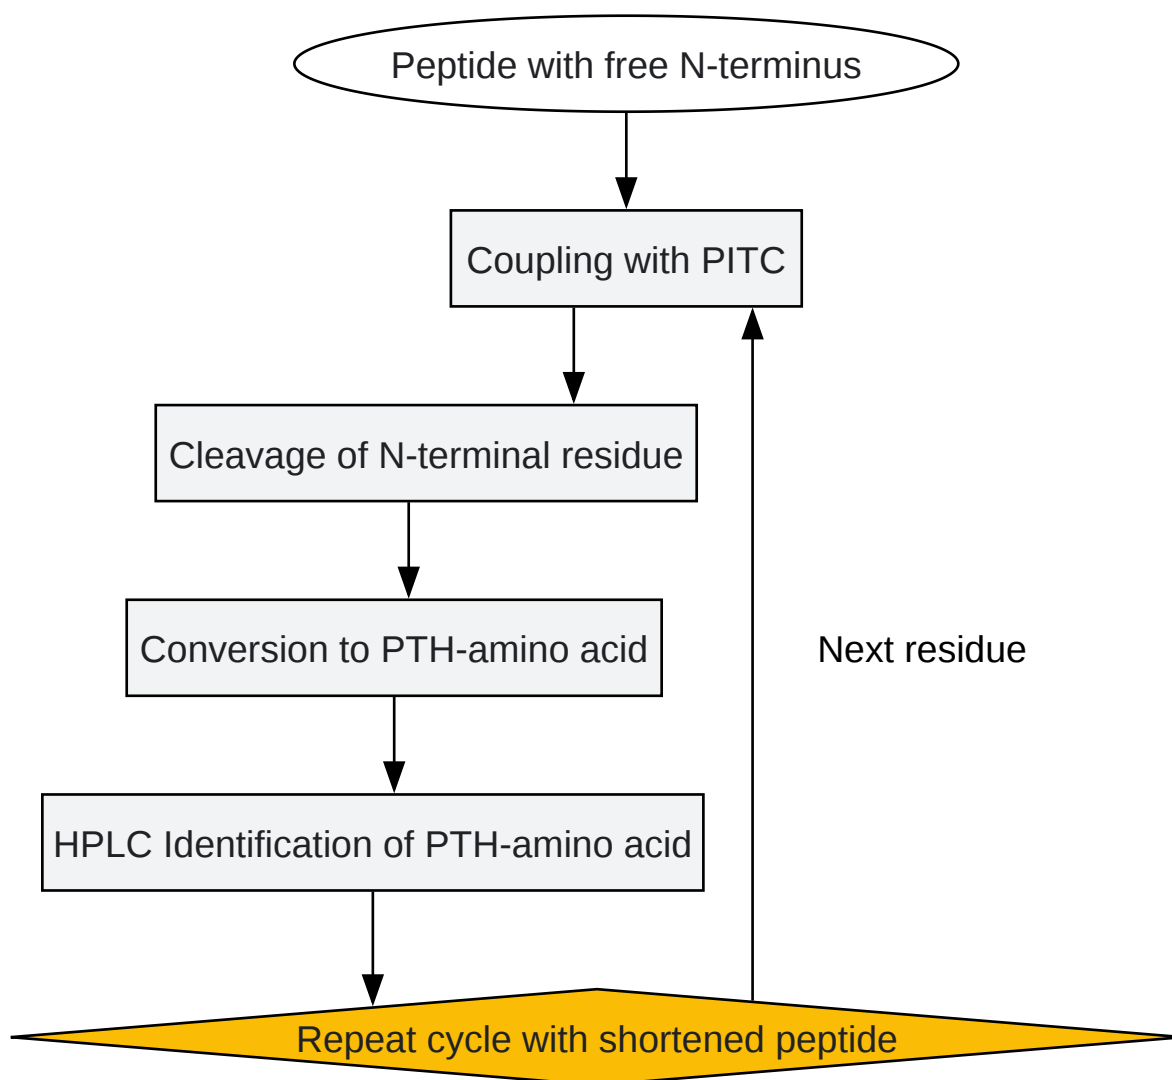 Peptide with free N-terminus
Coupling with PITC
Cleavage of N-terminal residue
Conversion to PTH-amino acid
Next residue
HPLC Identification of PTH-amino acid
Repeat cycle with shortened peptide